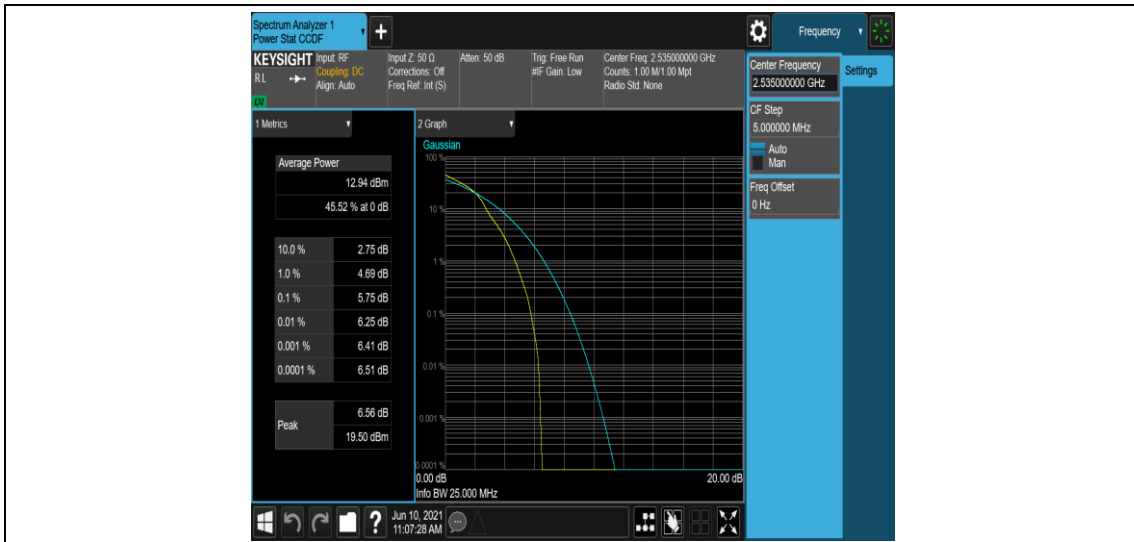 Spectrum Analyzer 1
Power Stat CCDF
+
Frequency
KEYSIGHT
RL
LXI
Input: RF
Coupling: DC
Align: Auto
Input Z: 50 Ω
Corrections: Off
Freq Ref: Int (S)
Atten: 50 dB
Trig: Free Run
#IF Gain: Low
Center Freq: 2.535000000 GHz
Counts: 1.00 M/1.00 Mpt
Radio Std: None
Center Frequency
2.535000000 GHz
Settings
CF Step
5.000000 MHz
Auto
Man
Freq Offset
0 Hz
1 Metrics
Average Power
12.94 dBm
45.52 % at 0 dB
10.0 % 2.75 dB
1.0 % 4.69 dB
0.1 % 5.75 dB
0.01 % 6.25 dB
0.001 % 6.41 dB
0.0001 % 6.51 dB
Peak
6.56 dB
19.50 dBm
2 Graph
Gaussian
100 %
10 %
1 %
0.1 %
0.01 %
0.001 %
0.0001 %
0.00 dB 20.00 dB
Info BW 25.000 MHz
?
Jun 10, 2021
11:07:28 AM